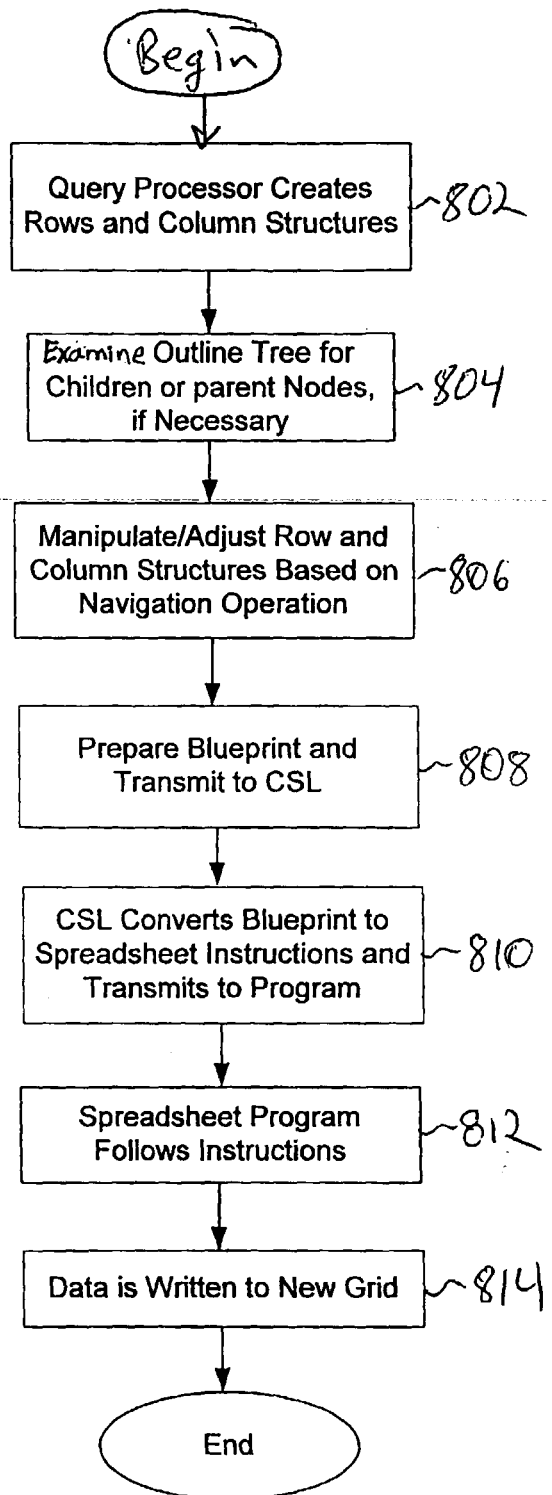 Begin
Query Processor Creates
Rows and Column Structures
802
Examine Outline Tree for
Children or parent Nodes,
if Necessary
804
Manipulate/Adjust Row and
Column Structures Based on
Navigation Operation
806
Prepare Blueprint and
Transmit to CSL
808
CSL Converts Blueprint to
Spreadsheet Instructions and
Transmits to Program
810
Spreadsheet Program
Follows Instructions
812
Data is Written to New Grid
814
End